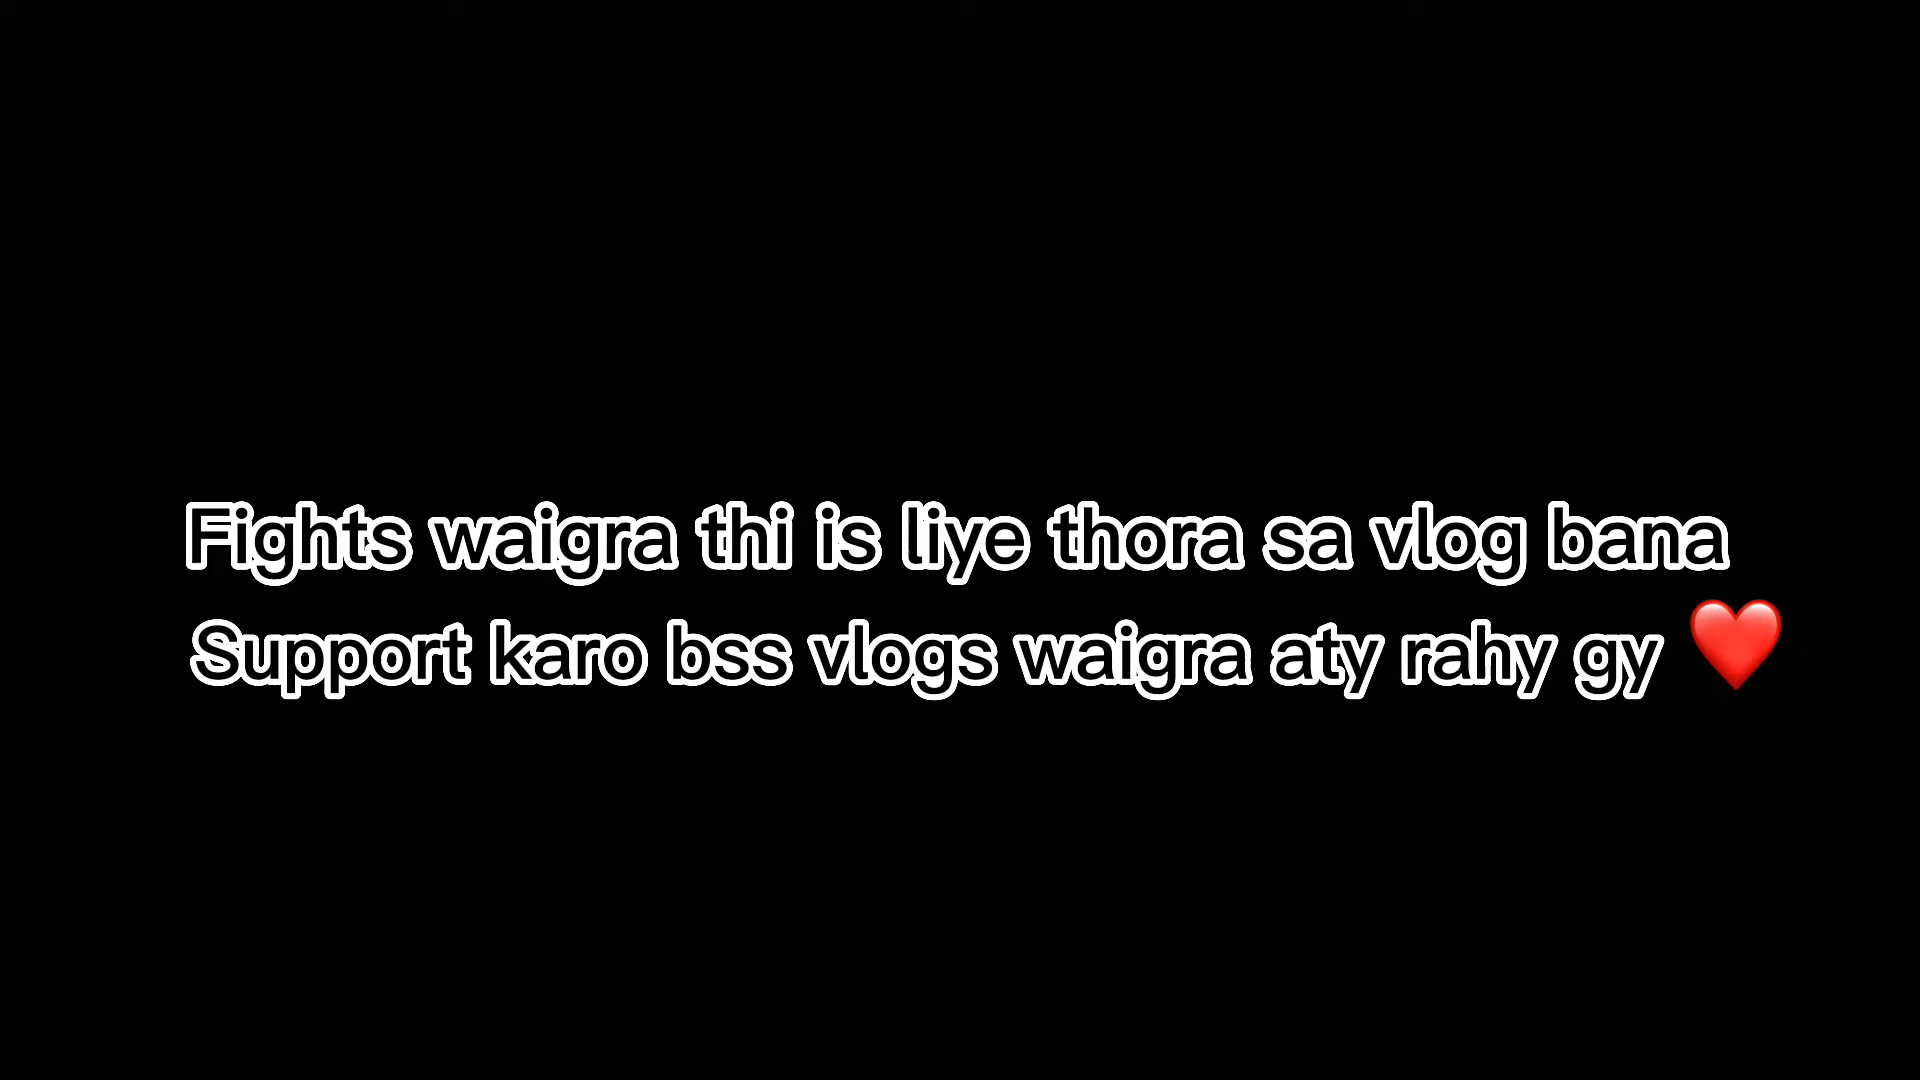 Fights waigra thi is liye thora sa vlog bana
Support karo bss vlogs waigra aty rahy gy ❤️